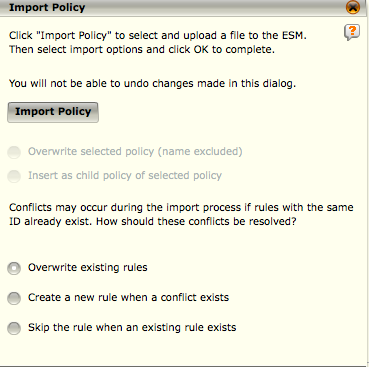 Import Policy
Click "Import Policy" to select and upload a file to the ESM.
Then select import options and click OK to complete.
You will not be able to undo changes made in this dialog.
Import Policy
Overwrite selected policy (name excluded)
Insert as child policy of selected policy
Conflicts may occur during the import process if rules with the same
ID already exist. How should these conflicts be resolved?
Overwrite existing rules
Create a new rule when a conflict exists
Skip the rule when an existing rule exists